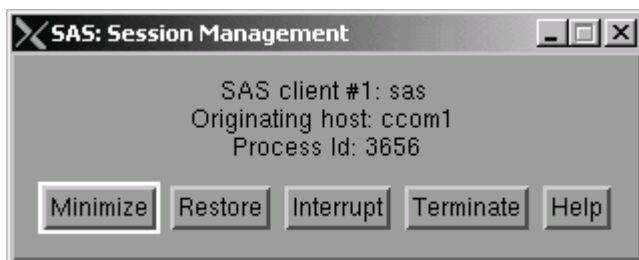 SAS: Session Management
SAS client #1: sas
Originating host: ccom1
Process Id: 3656
Minimize Restore Interrupt Terminate Help